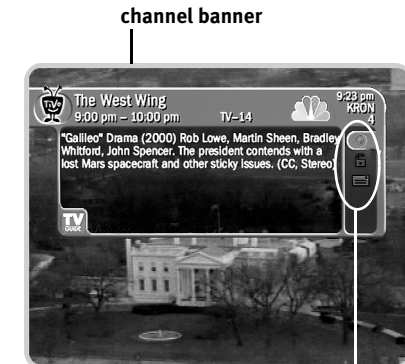 channel banner
TiVo
The West Wing
9:00 pm – 10:00 pm TV–14
9:23 pm
KRON
4
"Galileo" Drama (2000) Rob Lowe, Martin Sheen, Bradley
Whitford, John Spencer. The president contends with a
lost Mars spacecraft and other sticky issues. (CC, Stereo)
TV
GUIDE